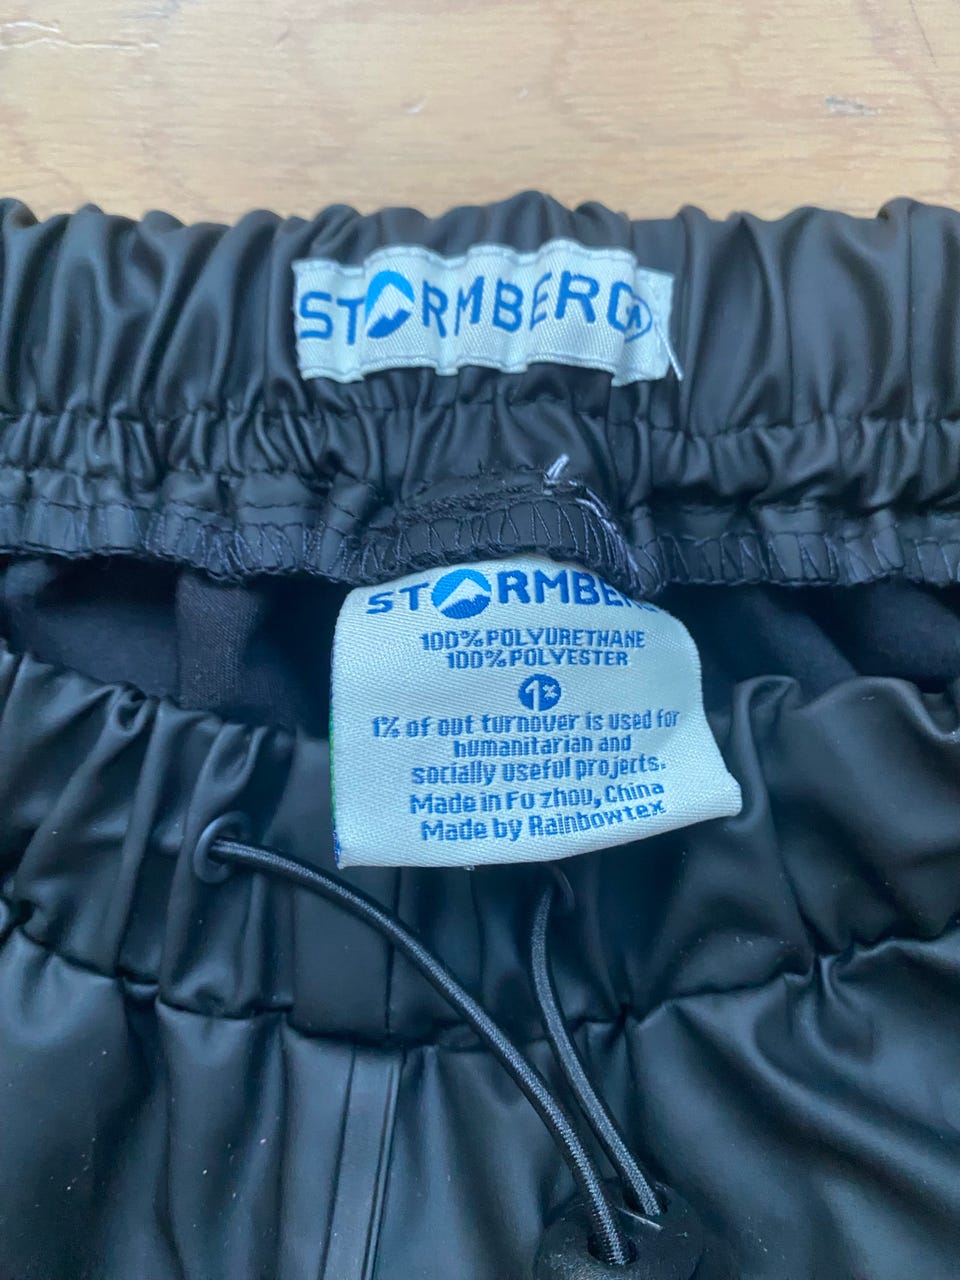 STORMBERG M
STORMBE
100% POLYURETHANE
100% POLYESTER
1%
1% of out turnover is used for
humanitarian and
socially useful projects.
Made in Fu zhou, China
Made by Rainbowtex